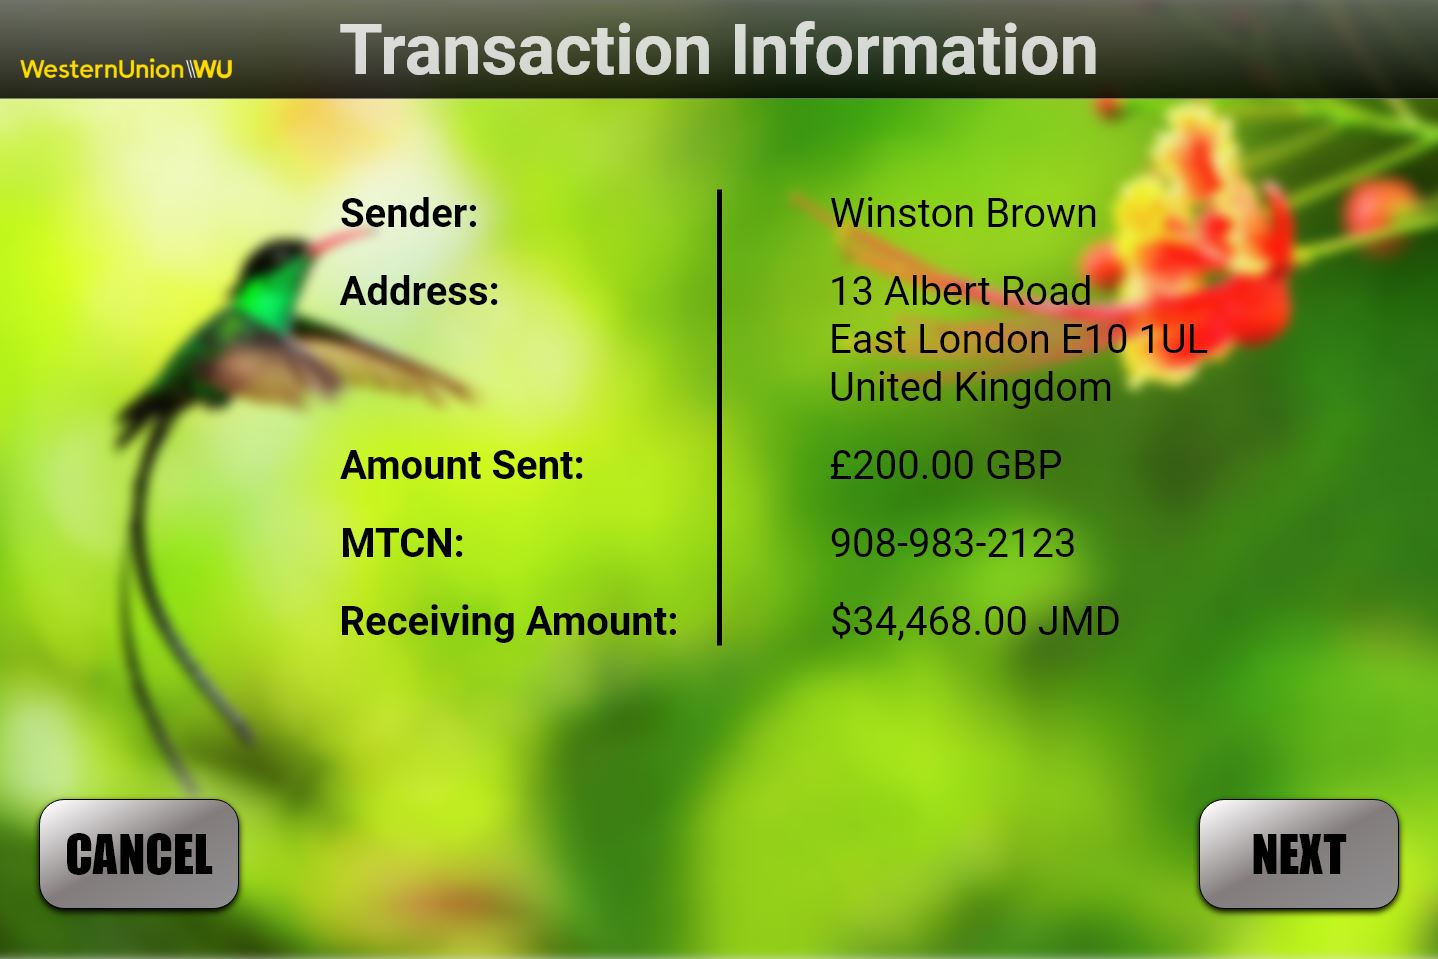 WesternUnion\\WU
Transaction Information
Sender: Winston Brown
Address: 13 Albert Road
East London E10 1UL
United Kingdom
Amount Sent: £200.00 GBP
MTCN: 908-983-2123
Receiving Amount: $34,468.00 JMD
CANCEL
NEXT